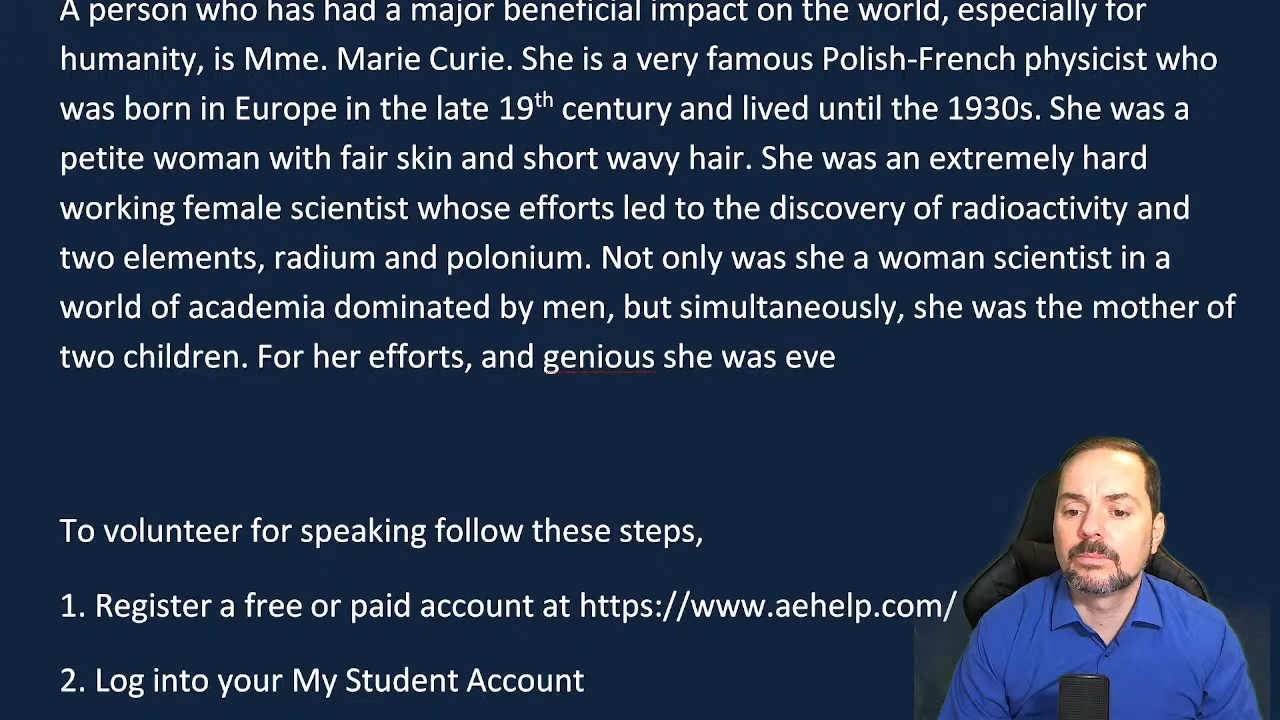 A person who has had a major beneficial impact on the world, especially for
humanity, is Mme. Marie Curie. She is a very famous Polish-French physicist who
was born in Europe in the late 19th century and lived until the 1930s. She was a
petite woman with fair skin and short wavy hair. She was an extremely hard
working female scientist whose efforts led to the discovery of radioactivity and
two elements, radium and polonium. Not only was she a woman scientist in a
world of academia dominated by men, but simultaneously, she was the mother of
two children. For her efforts, and genious she was eve
To volunteer for speaking follow these steps,
1. Register a free or paid account at https://www.aehelp.com/
2. Log into your My Student Account